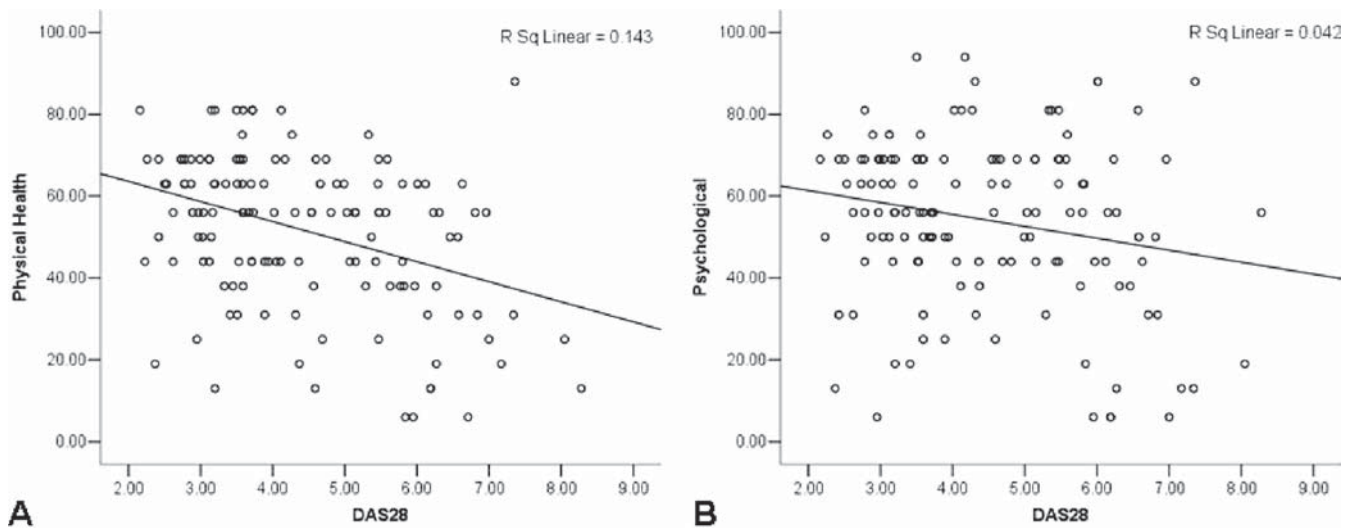 R Sq Linear = 0.143
100.00
80.00
60.00
40.00
20.00
0.00
Physical Health
2.00 3.00 4.00 5.00 6.00 7.00 8.00 9.00
DAS28
A
R Sq Linear = 0.042
100.00
80.00
60.00
40.00
20.00
0.00
Psychological
2.00 3.00 4.00 5.00 6.00 7.00 8.00 9.00
DAS28
B